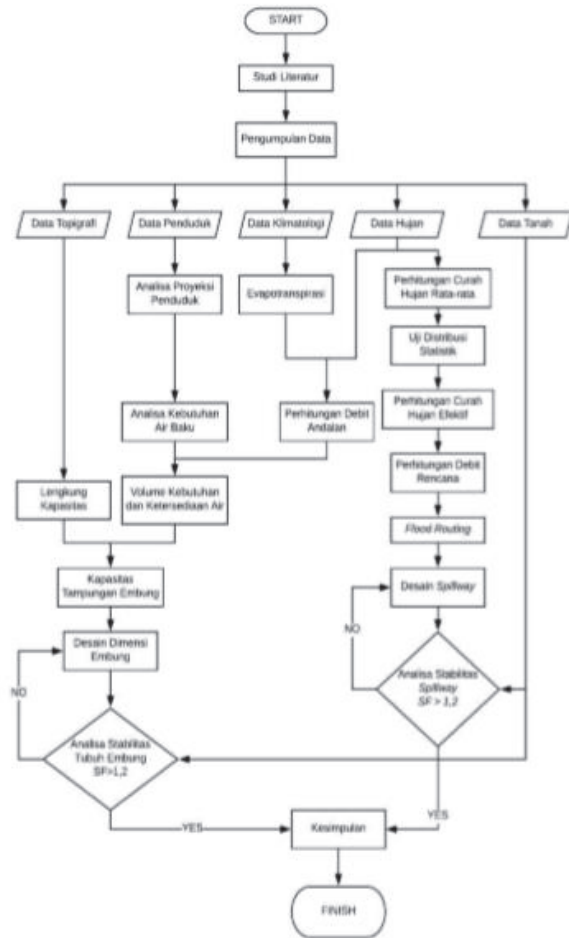 START
Studi Literatur
Pengumpulan Data
Data Topigrafi
Data Penduduk
Data Klimatologi
Data Hujan
Data Tanah
Analisa Proyeksi
Penduduk
Evapotranspirasi
Perhitungan Curah
Hujan Rata-rata
Uji Distribusi
Statistik
Analisa Kebutuhan
Air Baku
Perhitungan Debit
Andalan
Perhitungan Curah
Hujan Efektif
Perhitungan Debit
Rencana
Lengkung
Kapasitas
Volume Kebutuhan
dan Ketersediaan Air
Flood Routing
Kapasitas
Tampungan Embung
Desain Spillway
NO
Desain Dimensi
Embung
Analisa Stabilitas
Spillway
SF > 1,2
NO
Analisa Stabilitas
Tubuh Embung
SF>1,2
YES
YES
Kesimpulan
FINISH